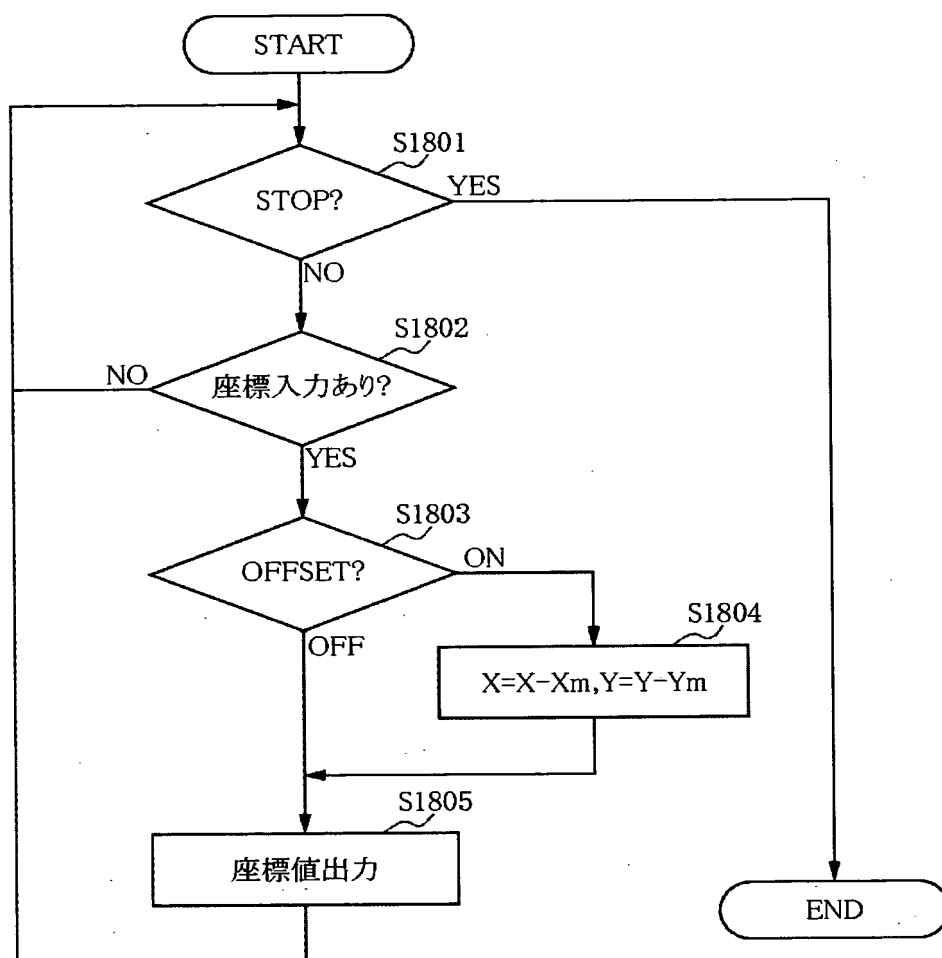 START
S1801
STOP?
YES
NO
S1802
座標入力あり?
NO
YES
S1803
OFFSET?
ON
OFF
S1804
X=X-Xm,Y=Y-Ym
S1805
座標値出力
END